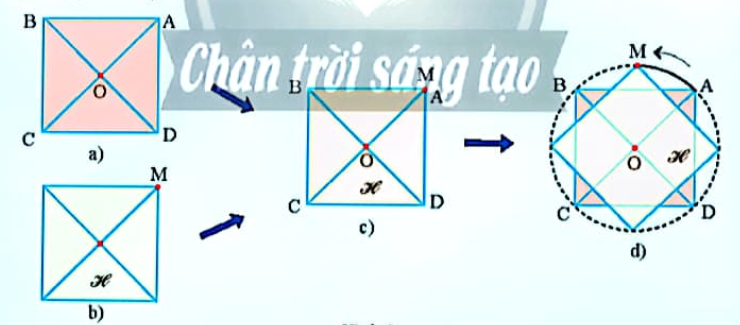 B A
O
C D
a)
M
ℋ
b)
Chân trời sáng tạo
B M
A
O
ℋ
C D
c)
M
B A
O ℋ
C D
d)